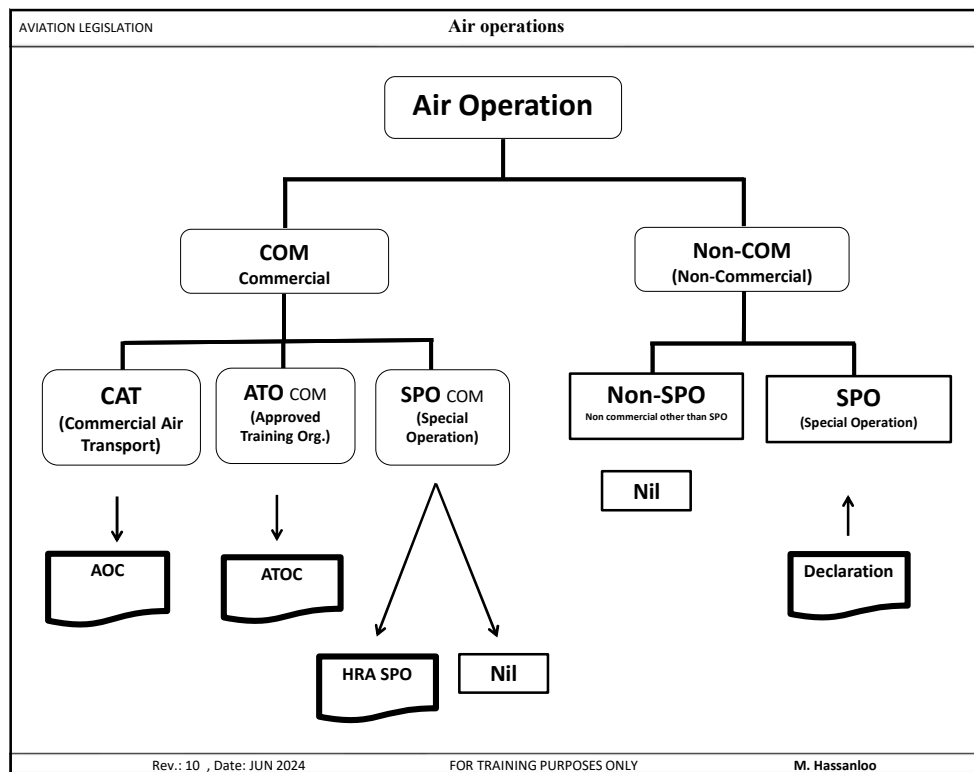 AVIATION LEGISLATION
Air operations
Air Operation
COM
Commercial
Non-COM
(Non-Commercial)
CAT
(Commercial Air
Transport)
ATO COM
(Approved
Training Org.)
SPO COM
(Special
Operation)
Non-SPO
Non commercial other than SPO
SPO
(Special Operation)
Nil
AOC
ATOC
Declaration
HRA SPO
Nil
Rev.: 10 , Date: JUN 2024
FOR TRAINING PURPOSES ONLY
M. Hassanloo